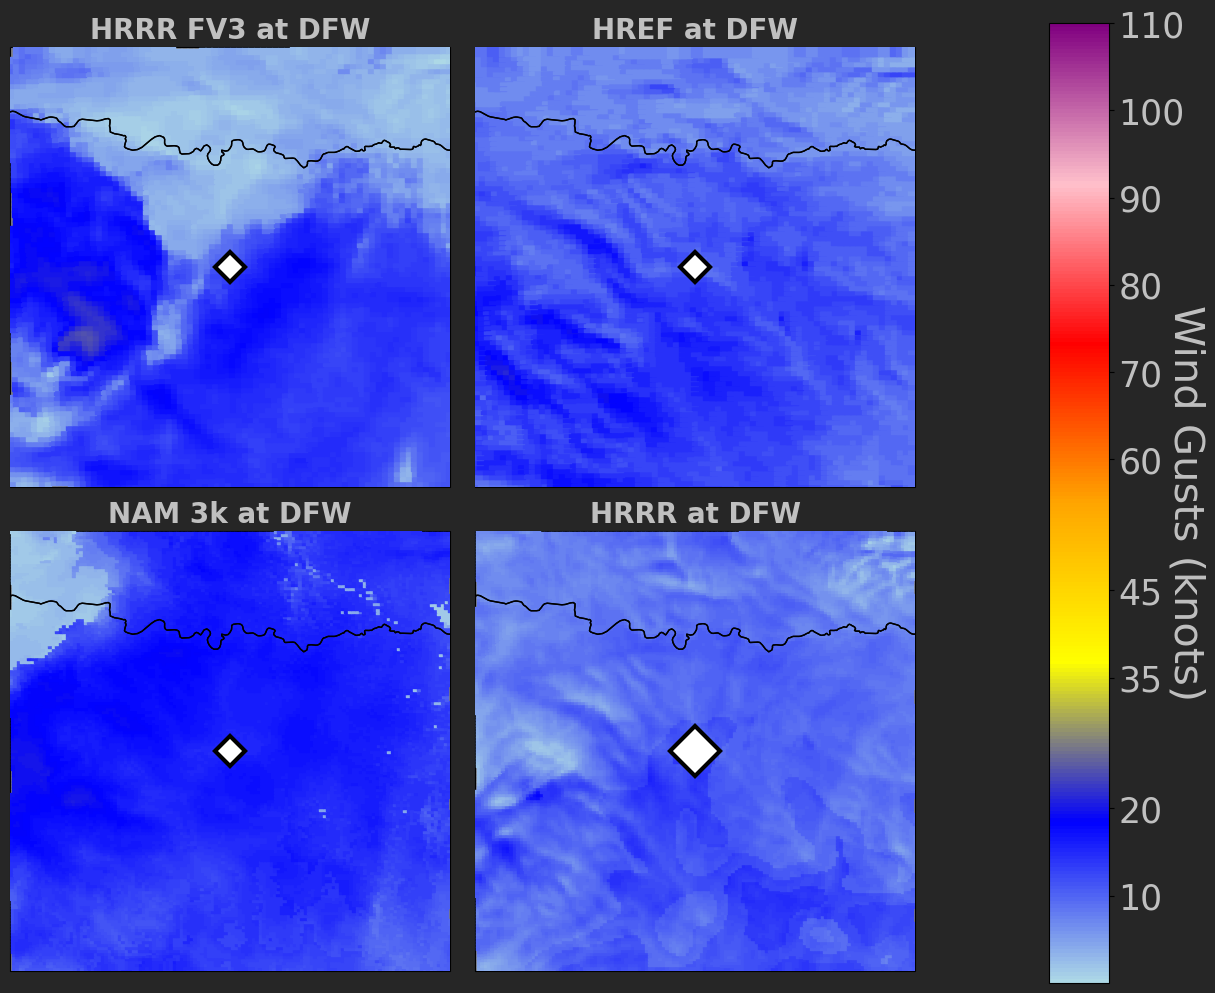 HRRR FV3 at DFW
HREF at DFW
NAM 3k at DFW
HRRR at DFW
110
100
90
80
70
60
45
35
20
10
Wind Gusts (knots)